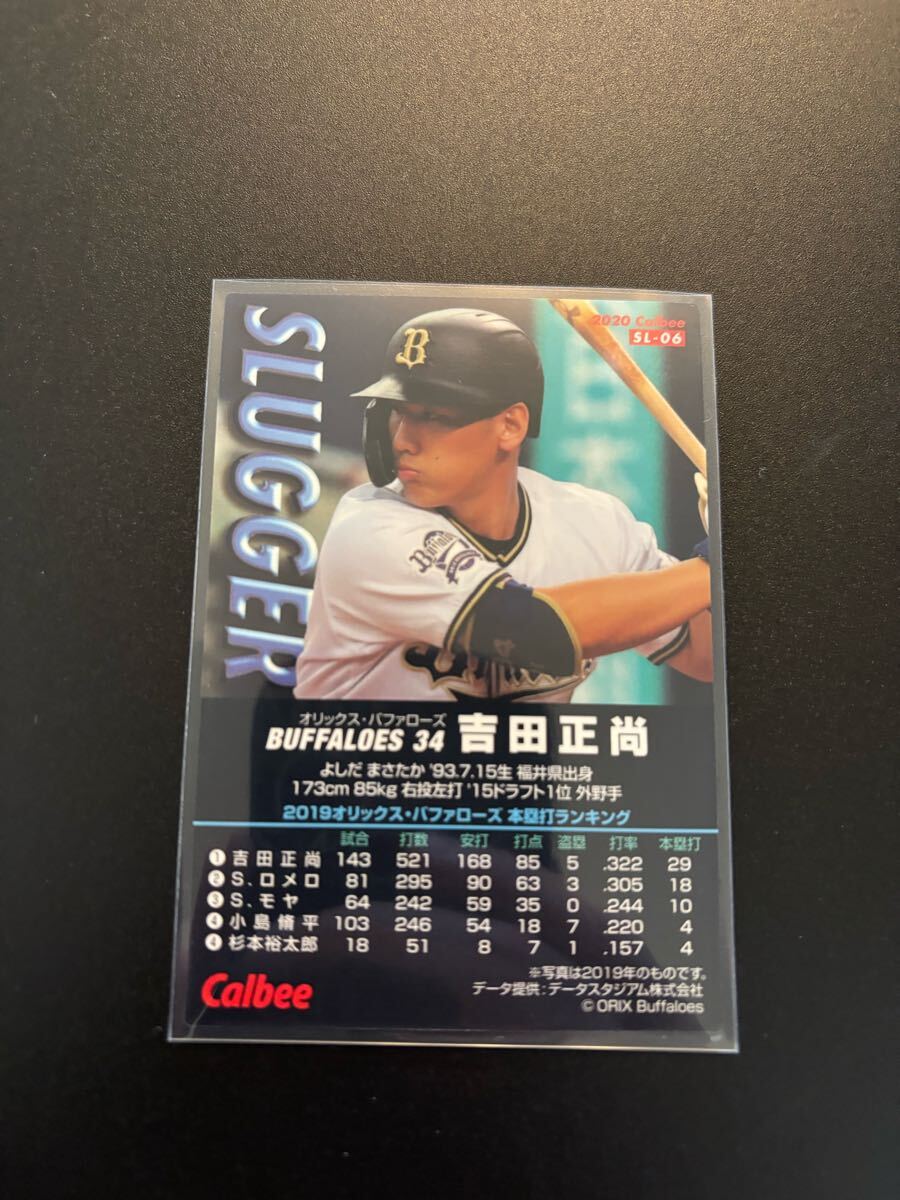 2020 Calbee
SL-06
SLUGGER
B
Buffaloes
オリックス・バファローズ
BUFFALOES 34 吉田正尚
よしだ まさたか '93.7.15生 福井県出身
173cm 85kg 右投左打 '15ドラフト1位 外野手
2019オリックス・バファローズ 本塁打ランキング
試合 打数 安打 打点 盗塁 打率 本塁打
❶ 吉田正尚 143 521 168 85 5 .322 29
❷ S.ロメロ 81 295 90 63 3 .305 18
❸ S.モヤ 64 242 59 35 0 .244 10
❹ 小島脩平 103 246 54 18 7 .220 4
❹ 杉本裕太郎 18 51 8 7 1 .157 4
※写真は2019年のものです。
データ提供:データスタジアム株式会社
© ORIX Buffaloes
Calbee